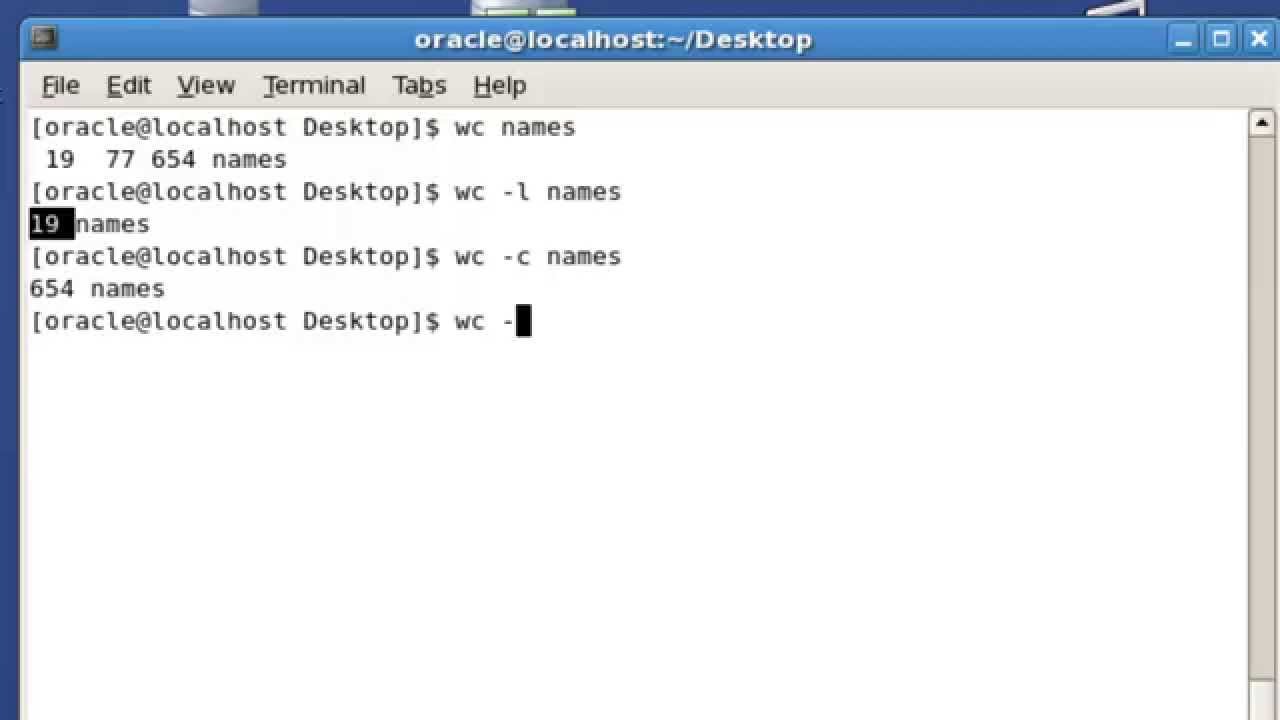 oracle@localhost:~/Desktop
File Edit View Terminal Tabs Help
[oracle@localhost Desktop]$ wc names
 19  77 654 names
[oracle@localhost Desktop]$ wc -l names
19 names
[oracle@localhost Desktop]$ wc -c names
654 names
[oracle@localhost Desktop]$ wc -